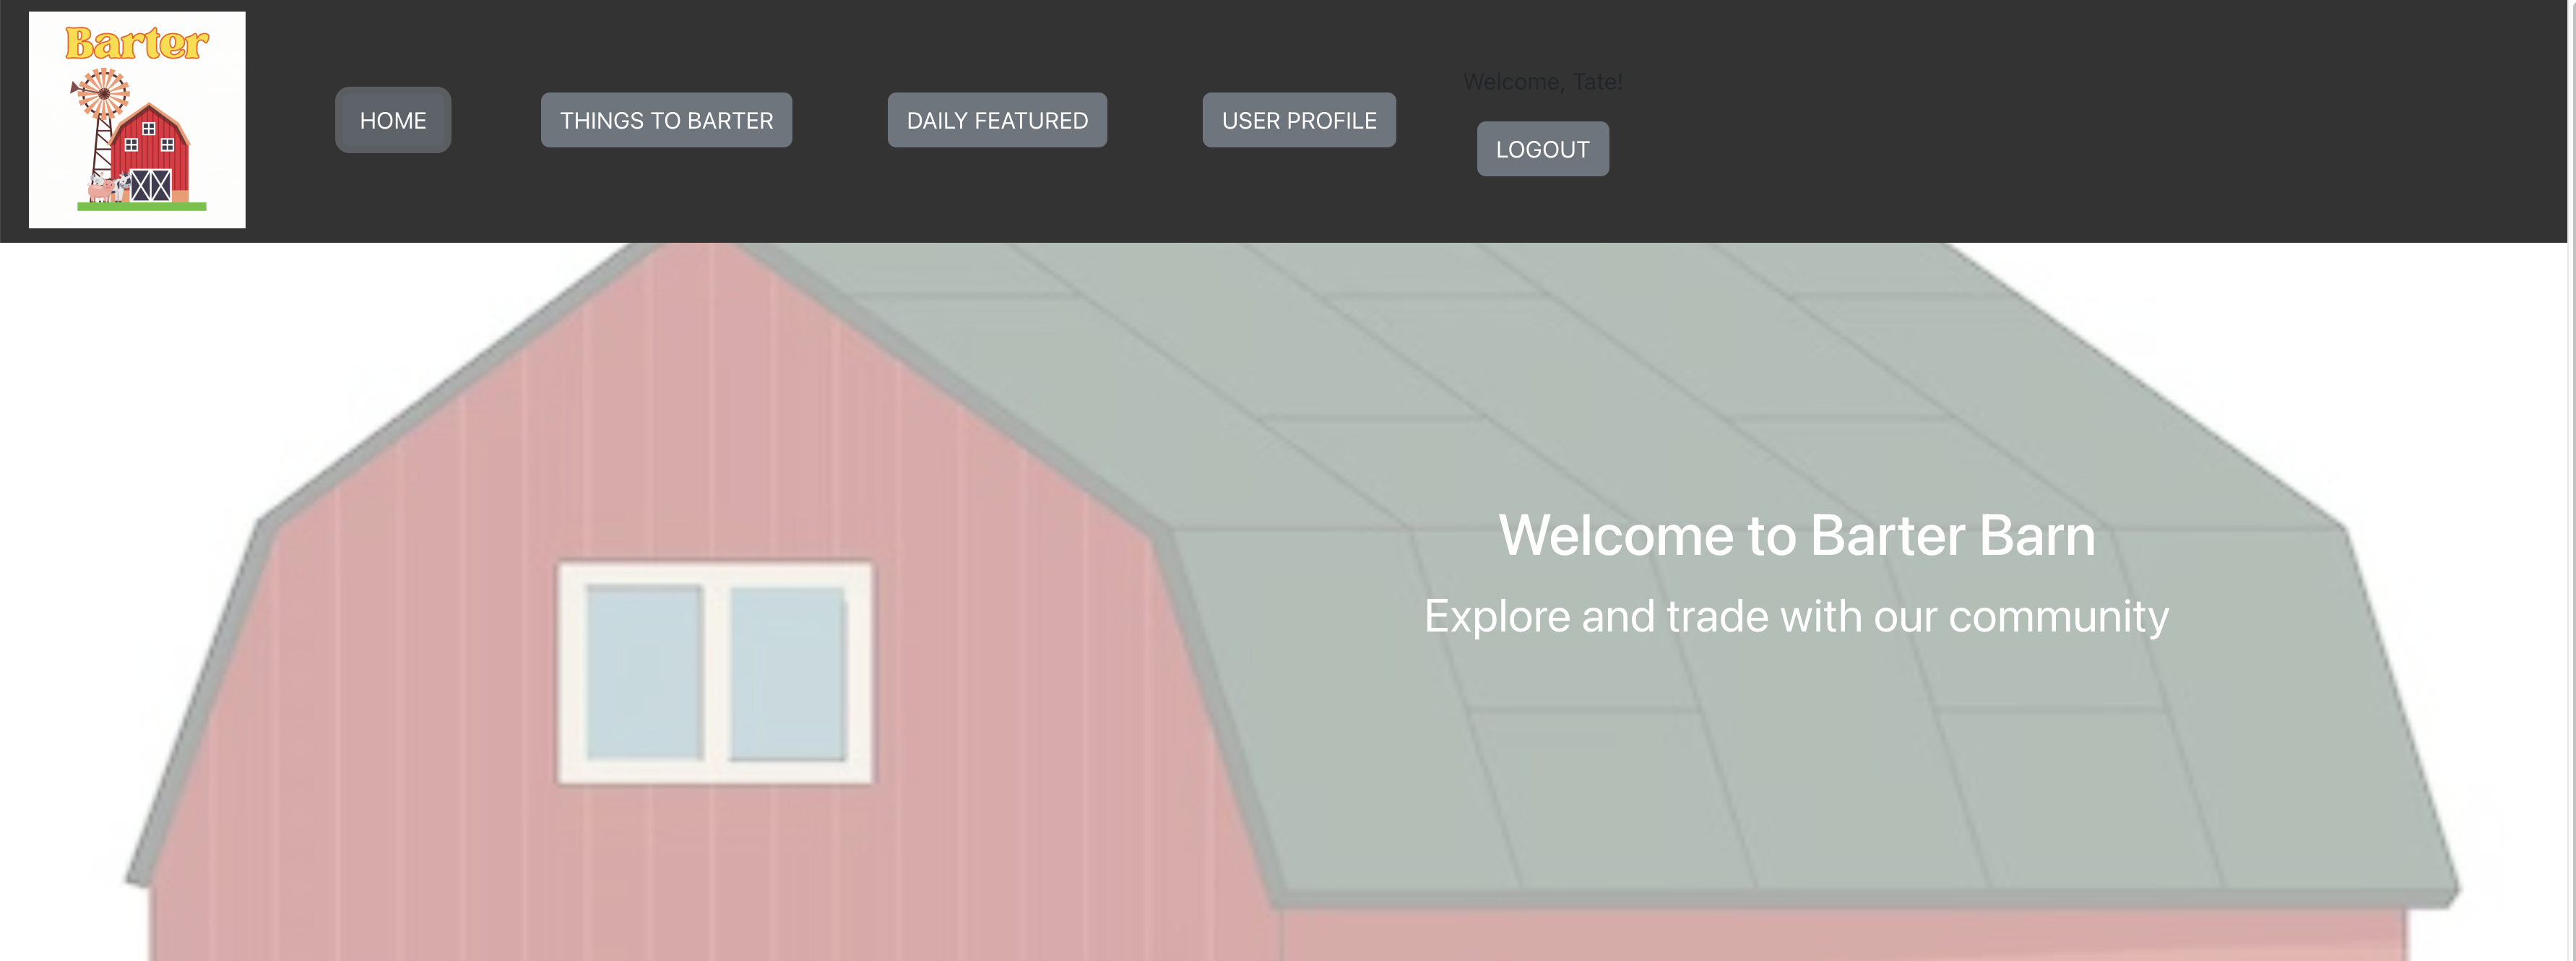 Barter
HOME
THINGS TO BARTER
DAILY FEATURED
USER PROFILE
Welcome, Tate!
LOGOUT
Welcome to Barter Barn
Explore and trade with our community